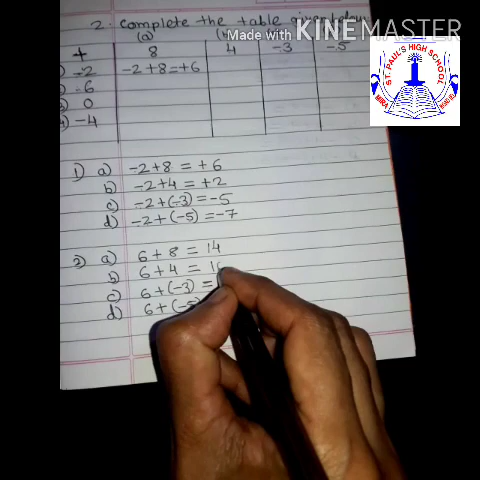 Made with KINEMASTER
2. Complete the table
(a)
+ 8 4 -3 -5
-2 -2+8=+6
6
0
-4
ST. PAUL'S HIGH SCHOOL
1) a) -2+8 = +6
b) -2+4 = +2
c) -2+(-3) = -5
d) -2+(-5) = -7
2) a) 6+8 = 14
b) 6+4 = 1
c) 6+(-3) =
d) 6+(-5)